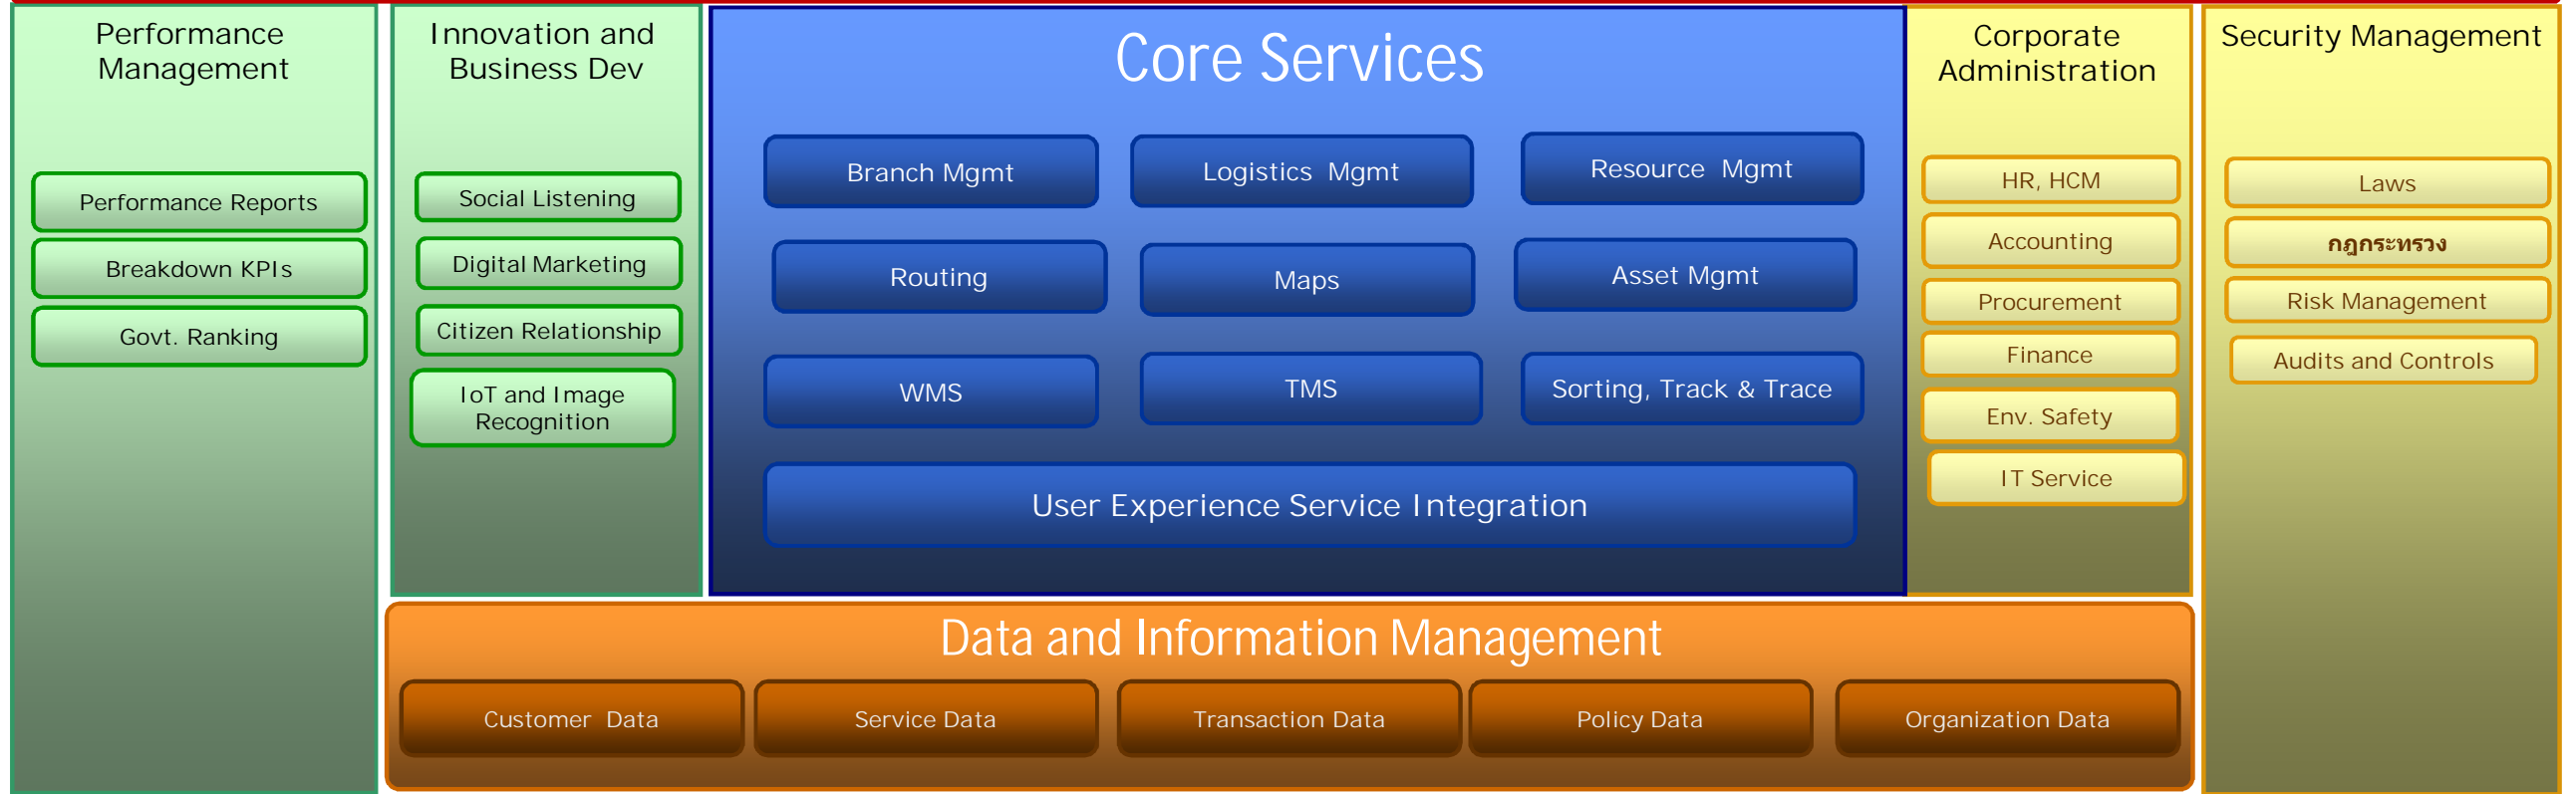 Performance
Management
Performance Reports
Breakdown KPIs
Govt. Ranking
Innovation and
Business Dev
Social Listening
Digital Marketing
Citizen Relationship
IoT and Image
Recognition
Core Services
Branch Mgmt
Logistics Mgmt
Resource Mgmt
Routing
Maps
Asset Mgmt
WMS
TMS
Sorting, Track & Trace
User Experience Service Integration
Corporate
Administration
HR, HCM
Accounting
Procurement
Finance
Env. Safety
IT Service
Security Management
Laws
กฎกระทรวง
Risk Management
Audits and Controls
Data and Information Management
Customer Data
Service Data
Transaction Data
Policy Data
Organization Data